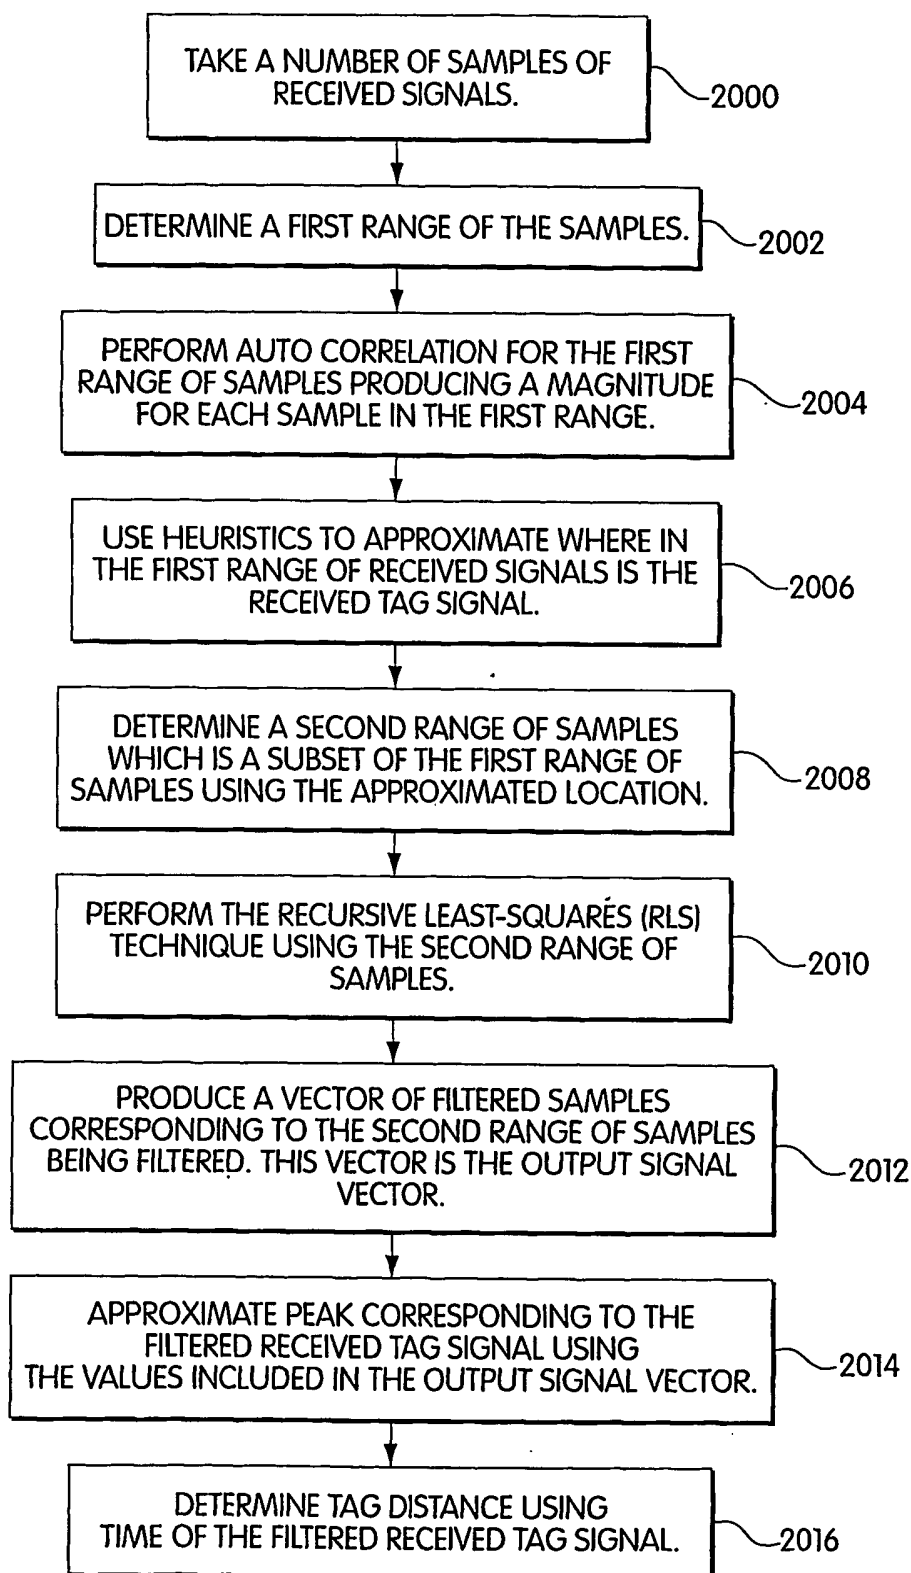 TAKE A NUMBER OF SAMPLES OF
RECEIVED SIGNALS.
2000
DETERMINE A FIRST RANGE OF THE SAMPLES.
2002
PERFORM AUTO CORRELATION FOR THE FIRST
RANGE OF SAMPLES PRODUCING A MAGNITUDE
FOR EACH SAMPLE IN THE FIRST RANGE.
2004
USE HEURISTICS TO APPROXIMATE WHERE IN
THE FIRST RANGE OF RECEIVED SIGNALS IS THE
RECEIVED TAG SIGNAL.
2006
DETERMINE A SECOND RANGE OF SAMPLES
WHICH IS A SUBSET OF THE FIRST RANGE OF
SAMPLES USING THE APPROXIMATED LOCATION.
2008
PERFORM THE RECURSIVE LEAST-SQUARES (RLS)
TECHNIQUE USING THE SECOND RANGE OF
SAMPLES.
2010
PRODUCE A VECTOR OF FILTERED SAMPLES
CORRESPONDING TO THE SECOND RANGE OF SAMPLES
BEING FILTERED. THIS VECTOR IS THE OUTPUT SIGNAL
VECTOR.
2012
APPROXIMATE PEAK CORRESPONDING TO THE
FILTERED RECEIVED TAG SIGNAL USING
THE VALUES INCLUDED IN THE OUTPUT SIGNAL VECTOR.
2014
DETERMINE TAG DISTANCE USING
TIME OF THE FILTERED RECEIVED TAG SIGNAL.
2016